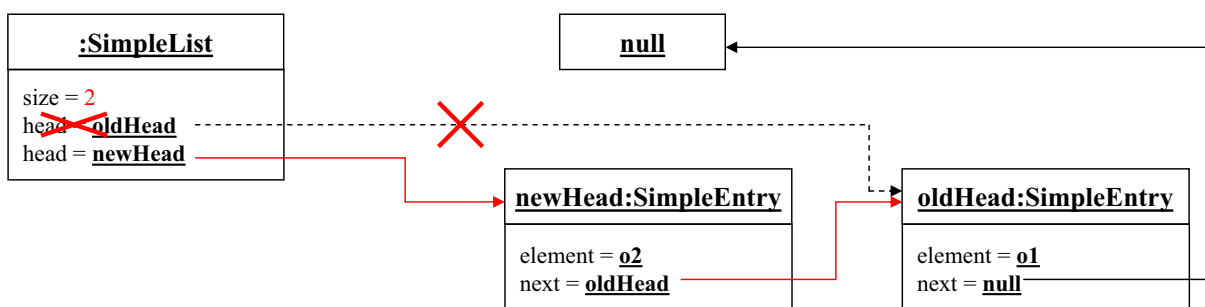 :SimpleList
size = 2
head = oldHead
head = newHead
null
newHead:SimpleEntry
element = o2
next = oldHead
oldHead:SimpleEntry
element = o1
next = null